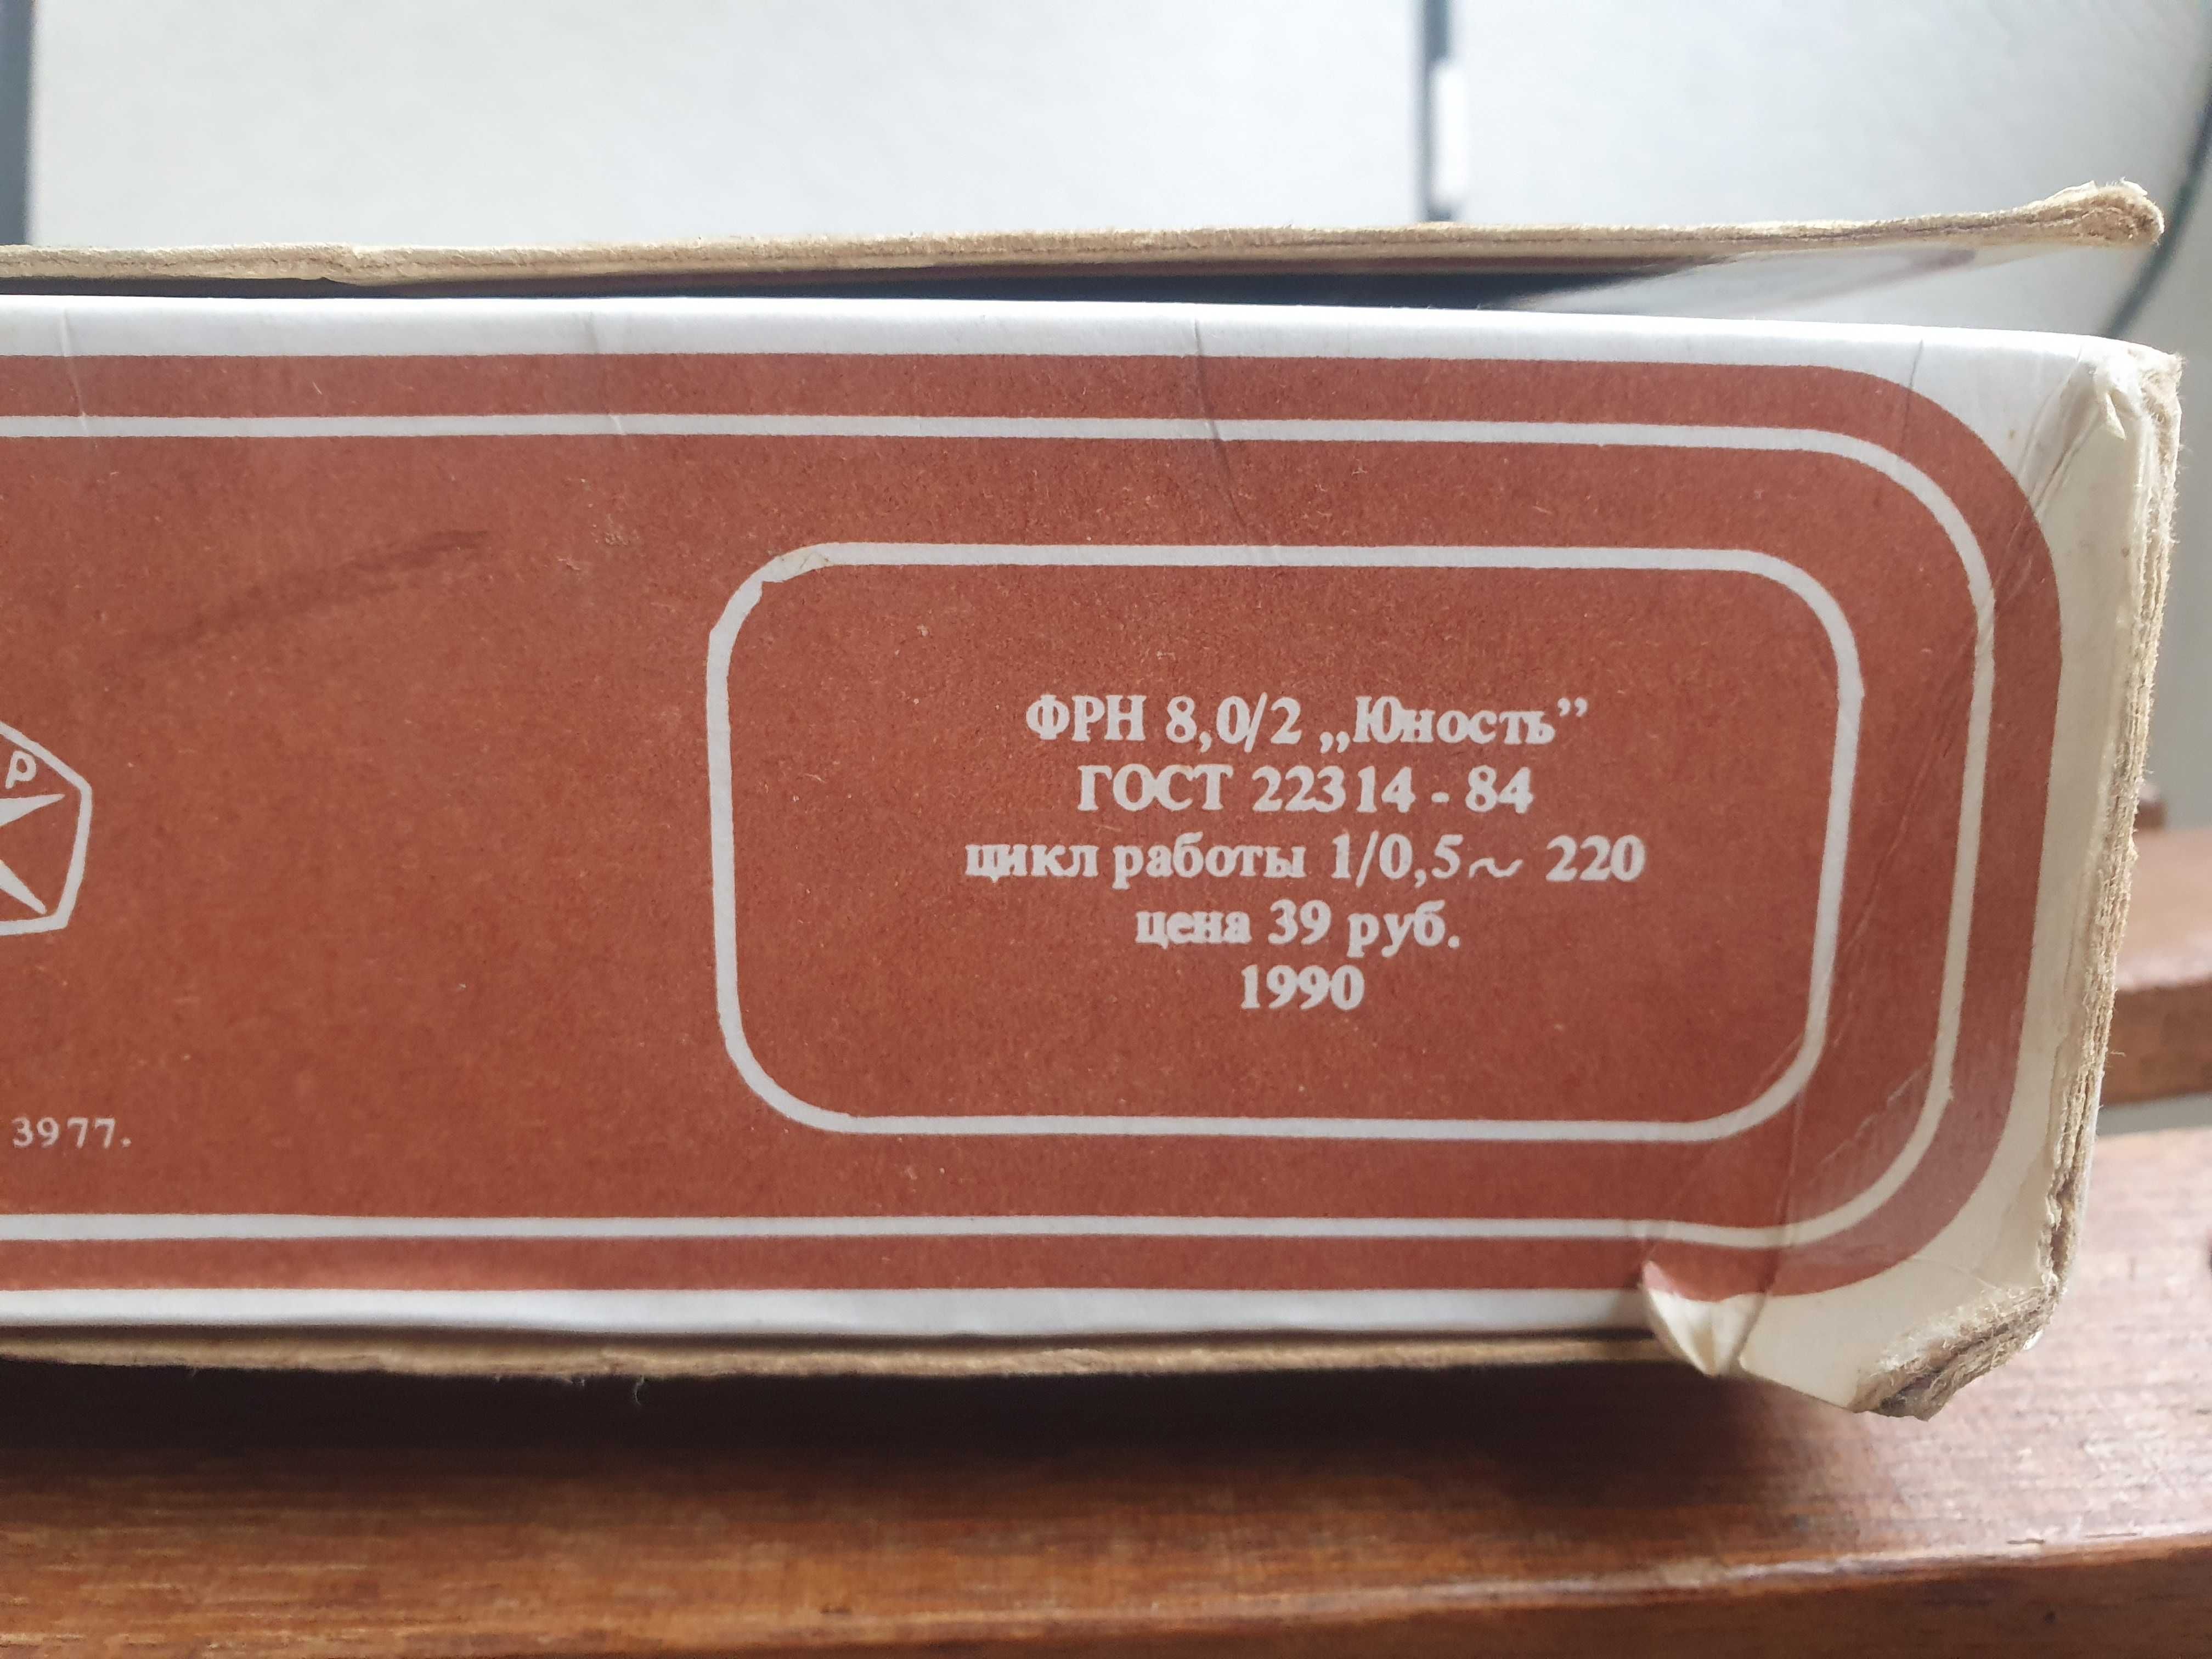 Р
3977.
ФРН 8,0/2 „Юность”
ГОСТ 22314 - 84
цикл работы 1/0,5~ 220
цена 39 руб.
1990